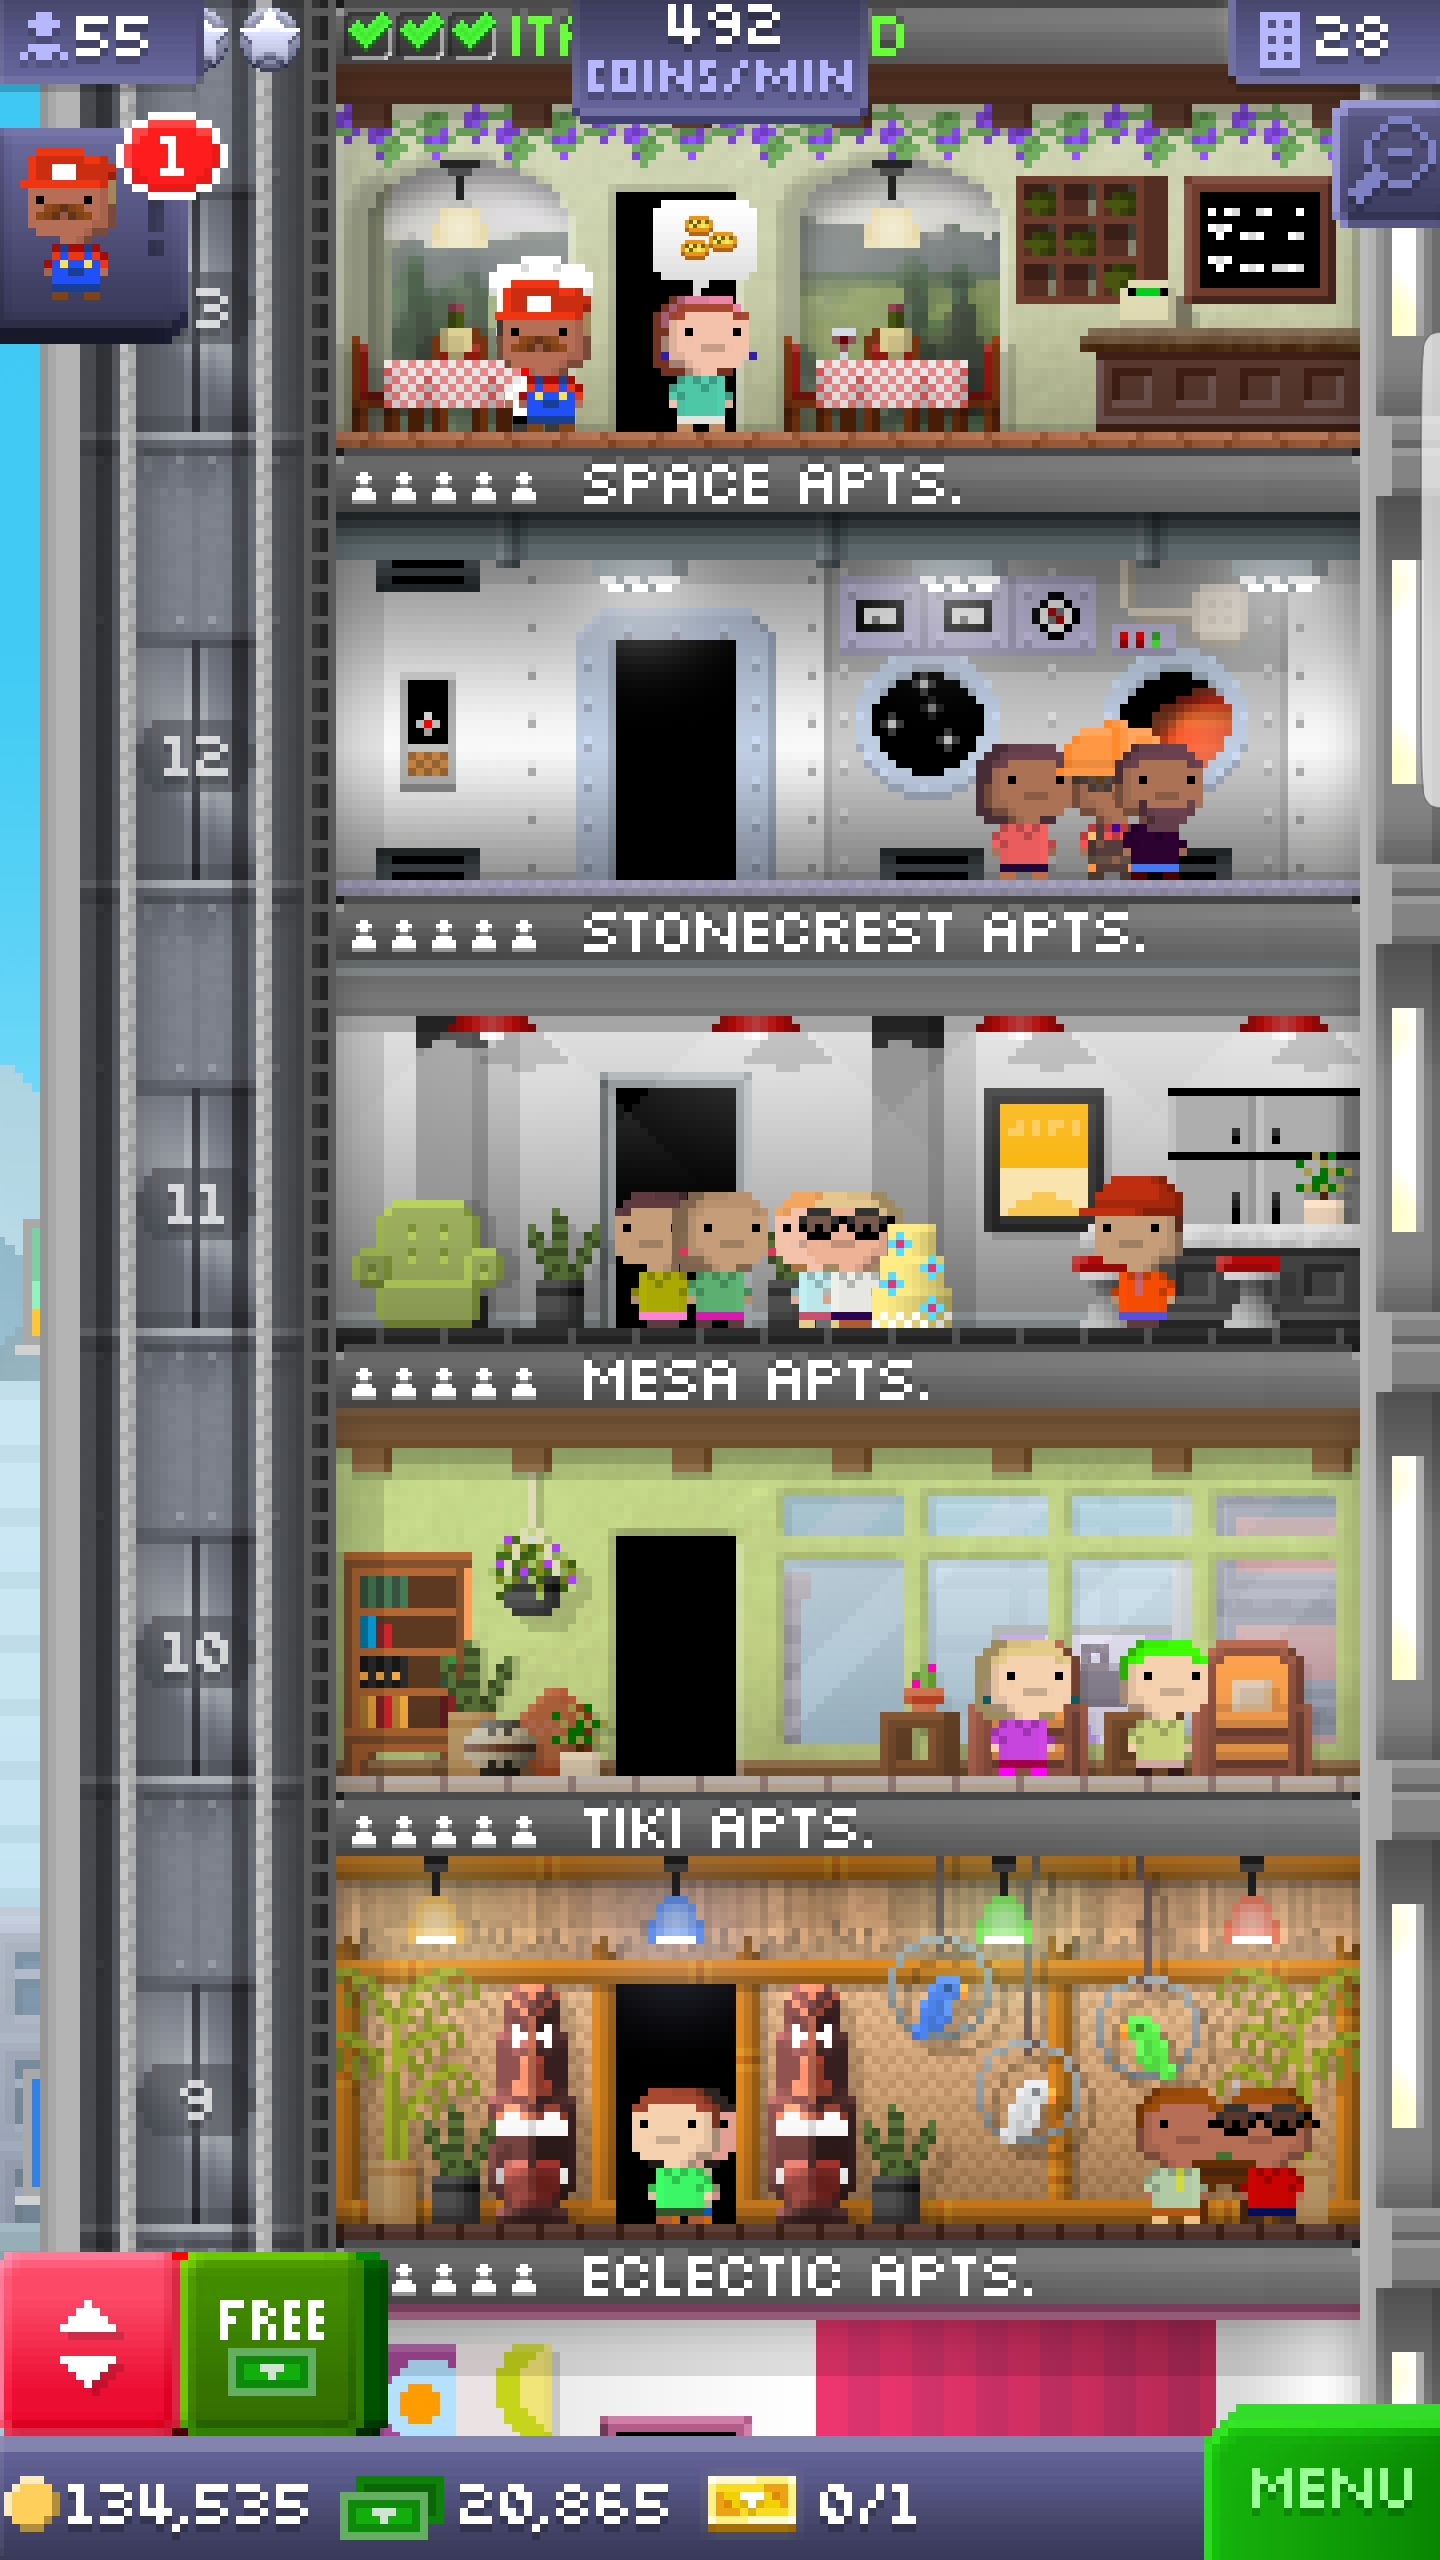 55
492
COINS/MIN
28
1
3
SPACE APTS.
12
STONECREST APTS.
11
MESA APTS.
10
TIKI APTS.
9
ECLECTIC APTS.
FREE
134,535 20,865 0/1
MENU